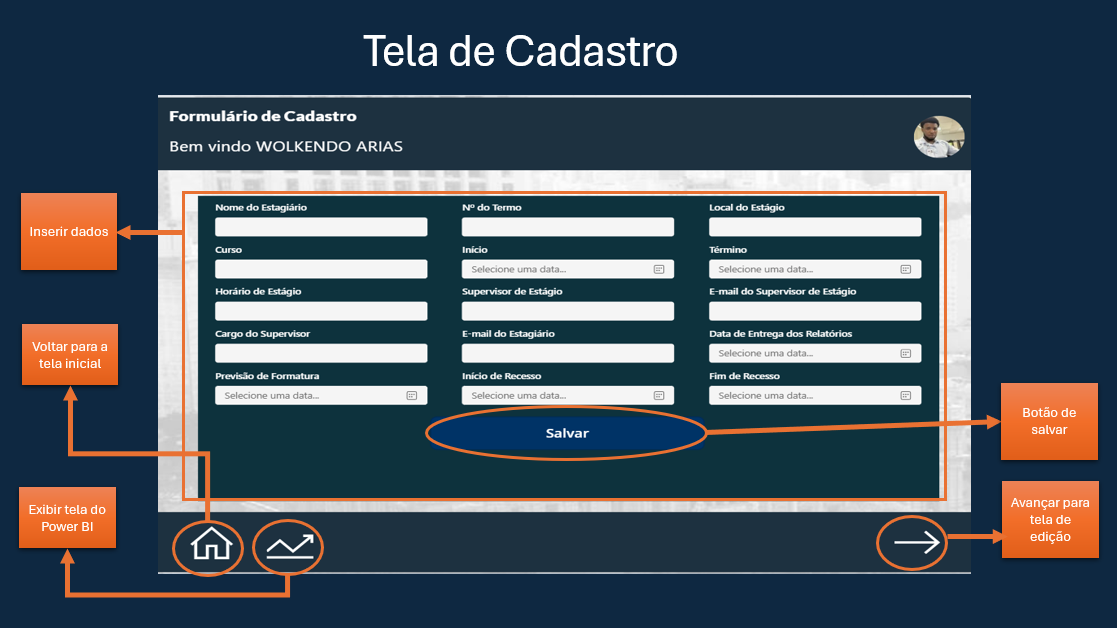 Tela de Cadastro
Formulário de Cadastro
Bem vindo WOLKENDO ARIAS
Inserir dados
Nome do Estagiário
Nº do Termo
Local do Estágio
Curso
Início
Selecione uma data...
Término
Selecione uma data...
Horário de Estágio
Supervisor de Estágio
E-mail do Supervisor de Estágio
Cargo do Supervisor
E-mail do Estagiário
Data de Entrega dos Relatórios
Selecione uma data...
Previsão de Formatura
Selecione uma data...
Início de Recesso
Selecione uma data...
Fim de Recesso
Selecione uma data...
Salvar
Voltar para a
tela inicial
Botão de
salvar
Exibir tela do
Power BI
Avançar para
tela de
edição